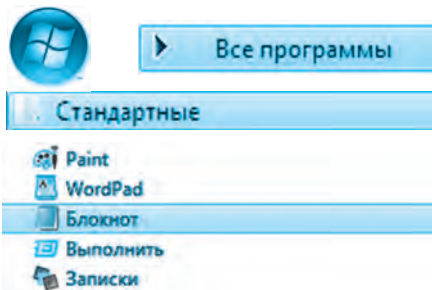 Все программы
Стандартные
Paint
WordPad
Блокнот
Выполнить
Записки